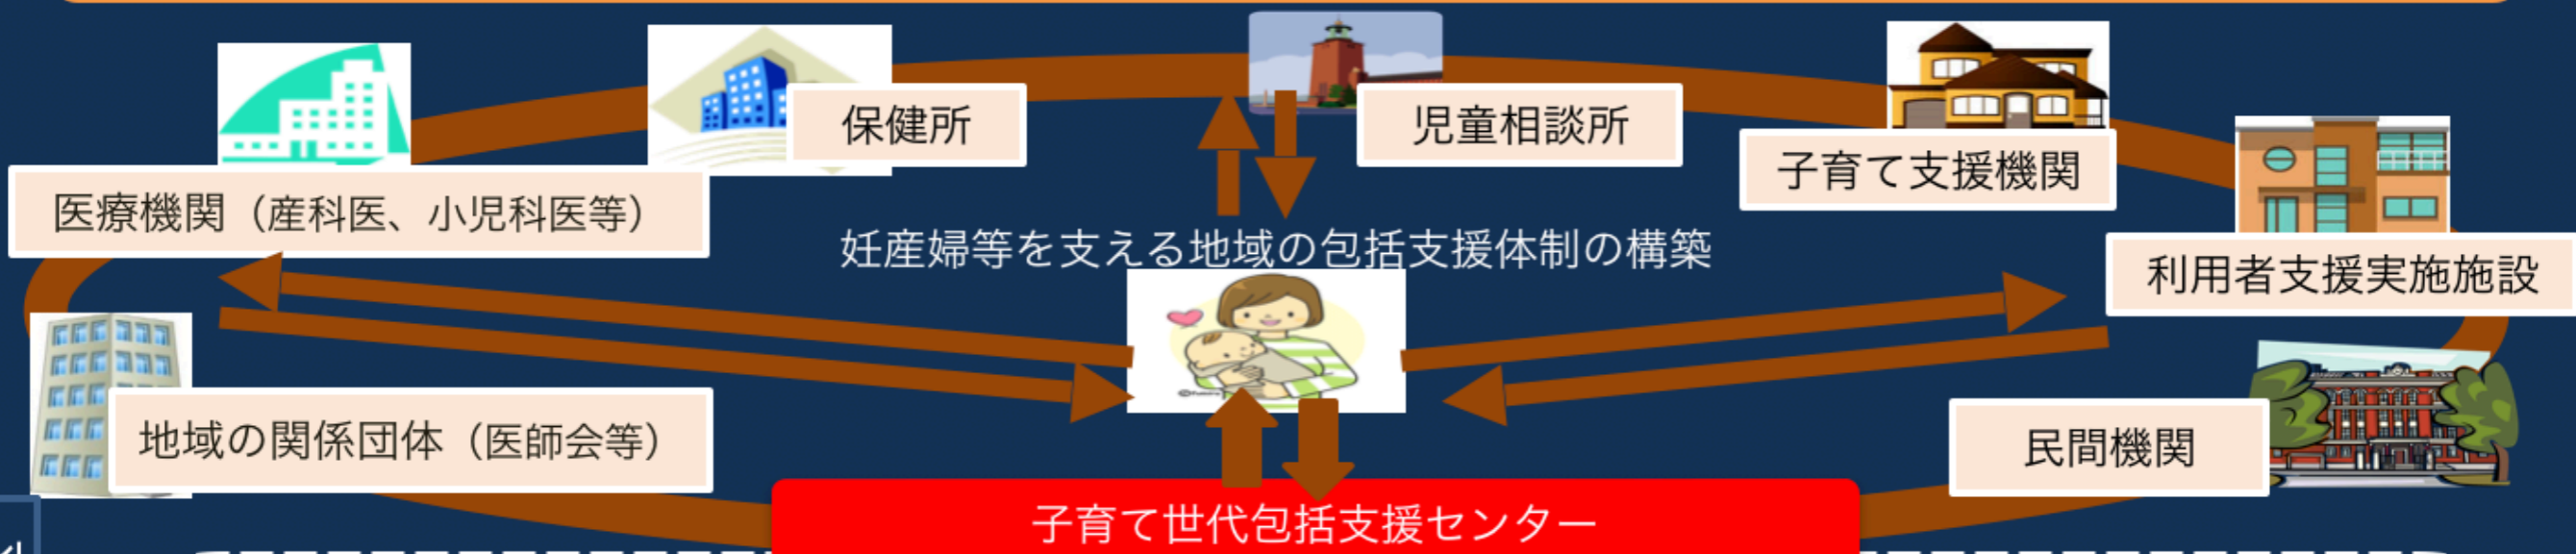 保健所
児童相談所
子育て支援機関
医療機関（産科医、小児科医等）
妊産婦等を支える地域の包括支援体制の構築
利用者支援実施施設
地域の関係団体（医師会等）
民間機関
子育て世代包括支援センター